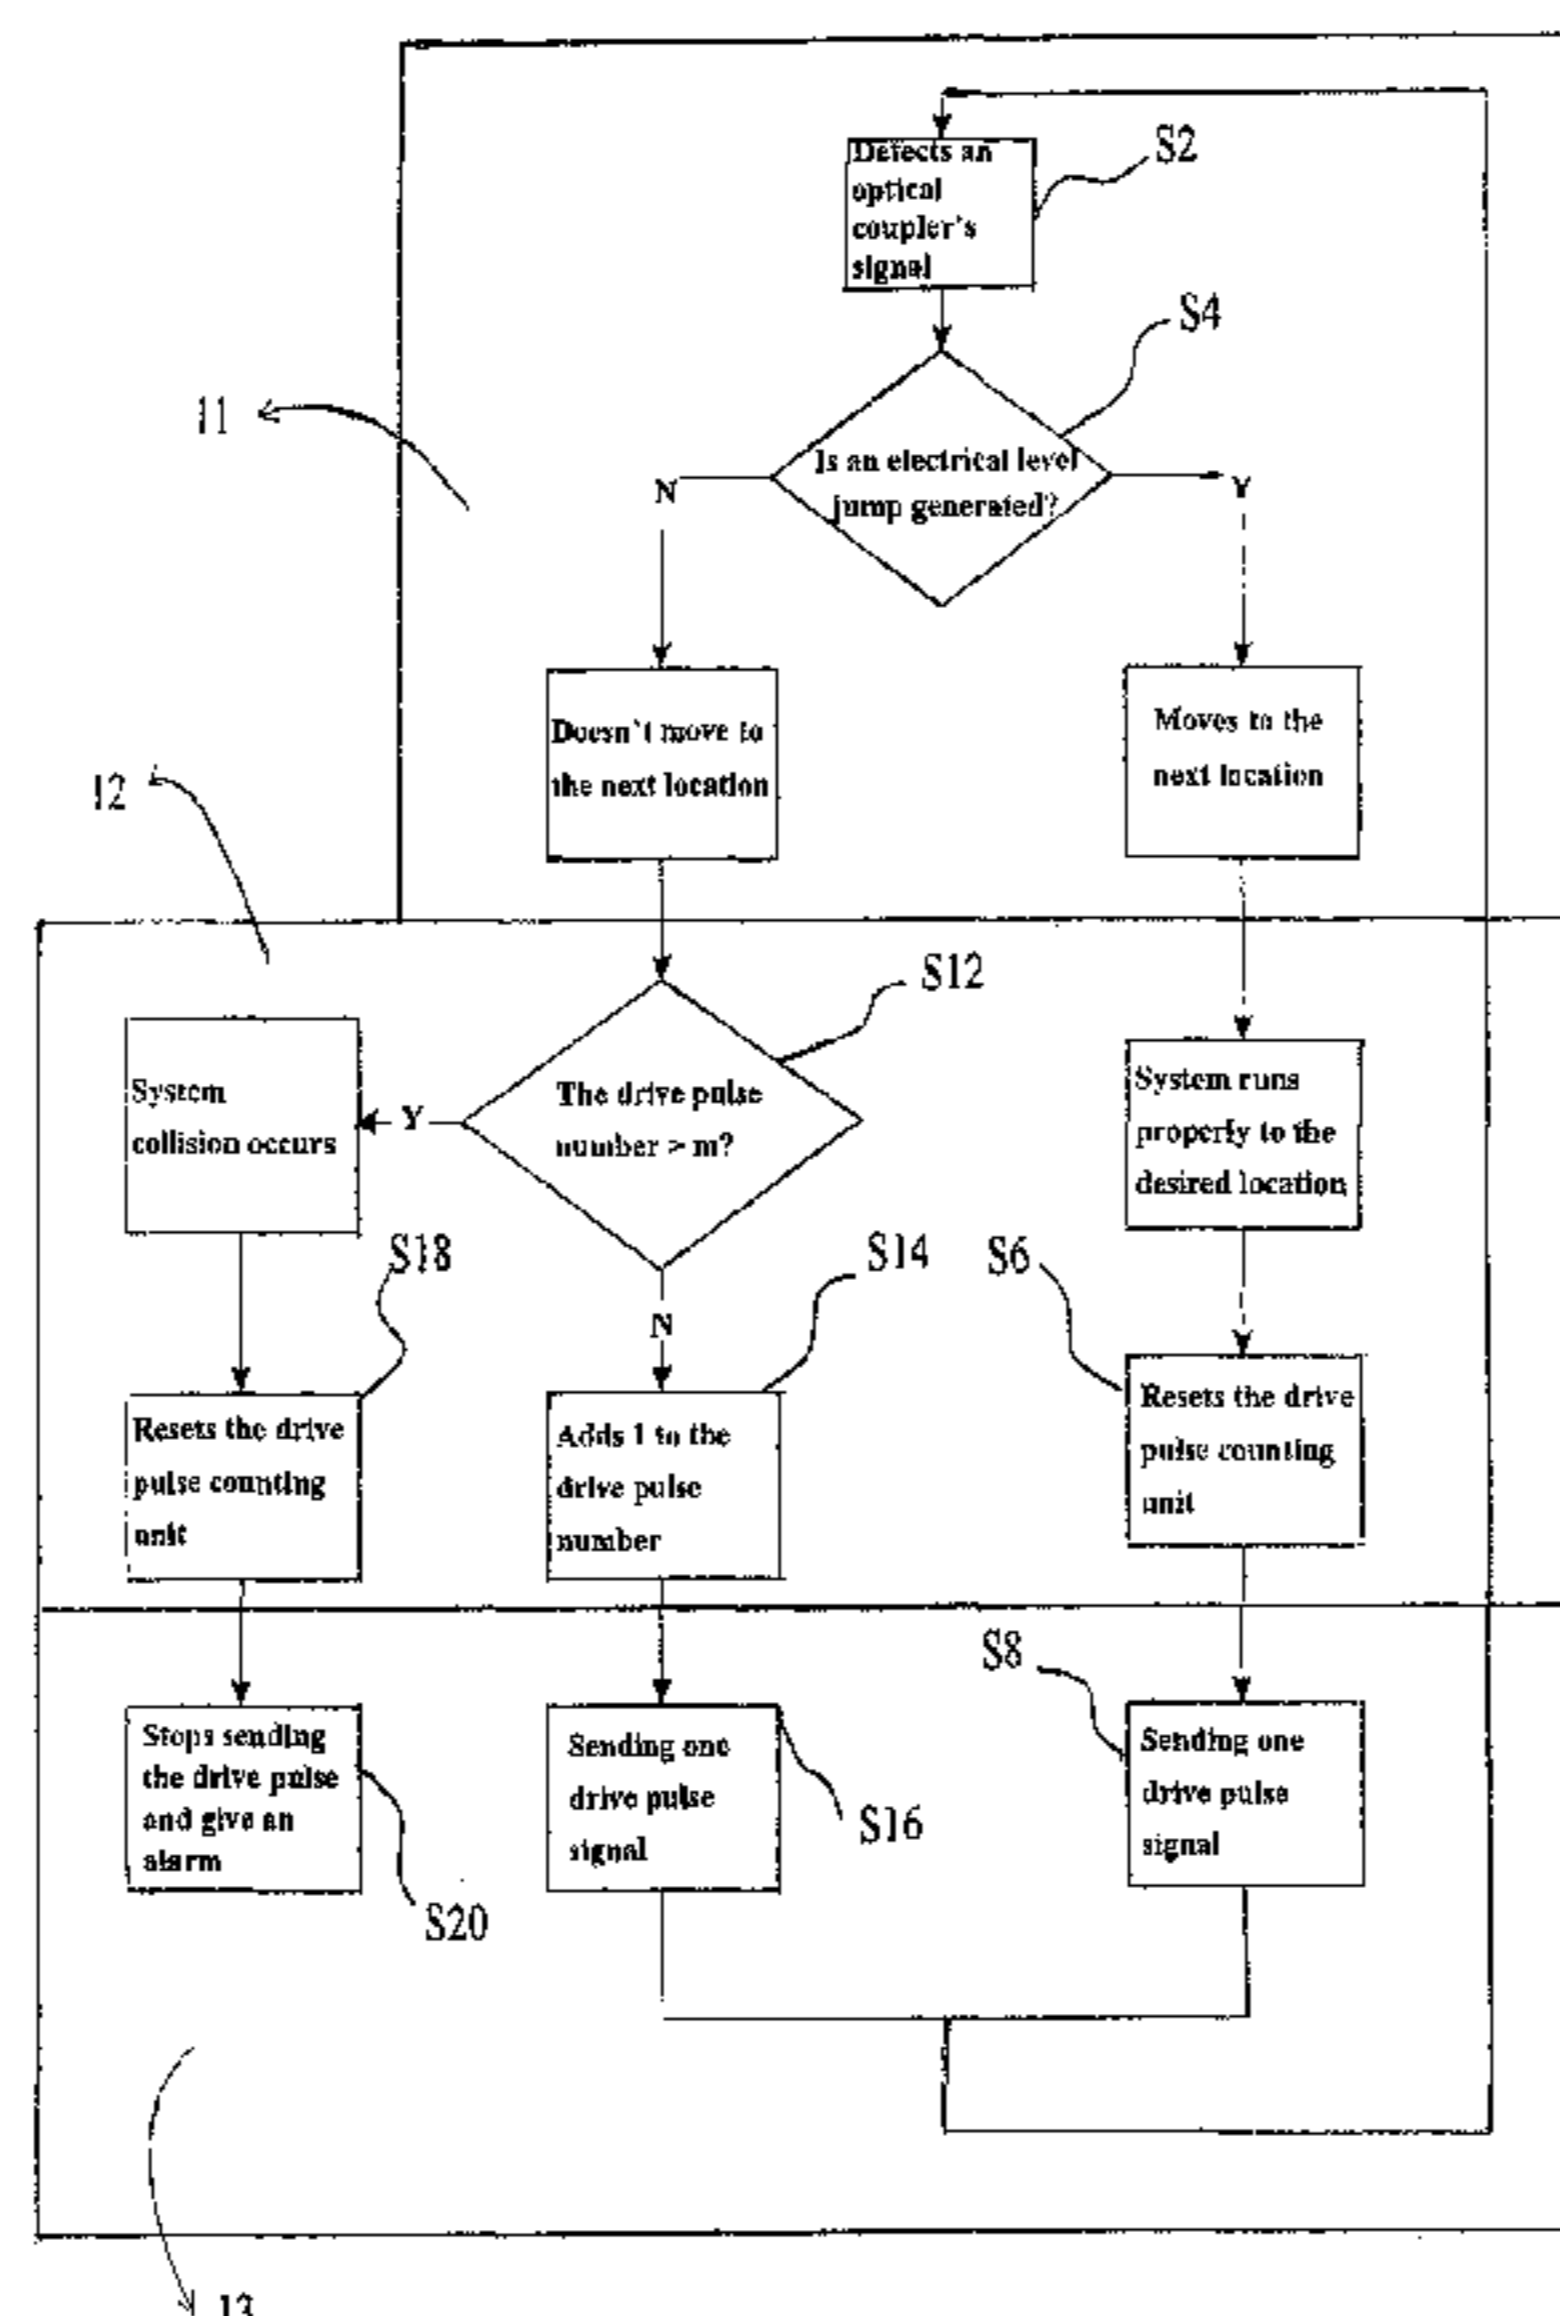 Detects an
optical
coupler's
signal
S2
S4
11
Is an electrical level
jump generated?
N
Y
Doesn't move to
the next location
Moves to the
next location
12
S12
System
collision occurs
Y
The drive pulse
number > m?
System runs
properly to the
desired location
S18
S14
S6
N
Resets the drive
pulse counting
unit
Adds 1 to the
drive pulse
number
Resets the drive
pulse counting
unit
S8
Stops sending
the drive pulse
and give an
alarm
Sending one
drive pulse
signal
Sending one
drive pulse
signal
S16
S20
13